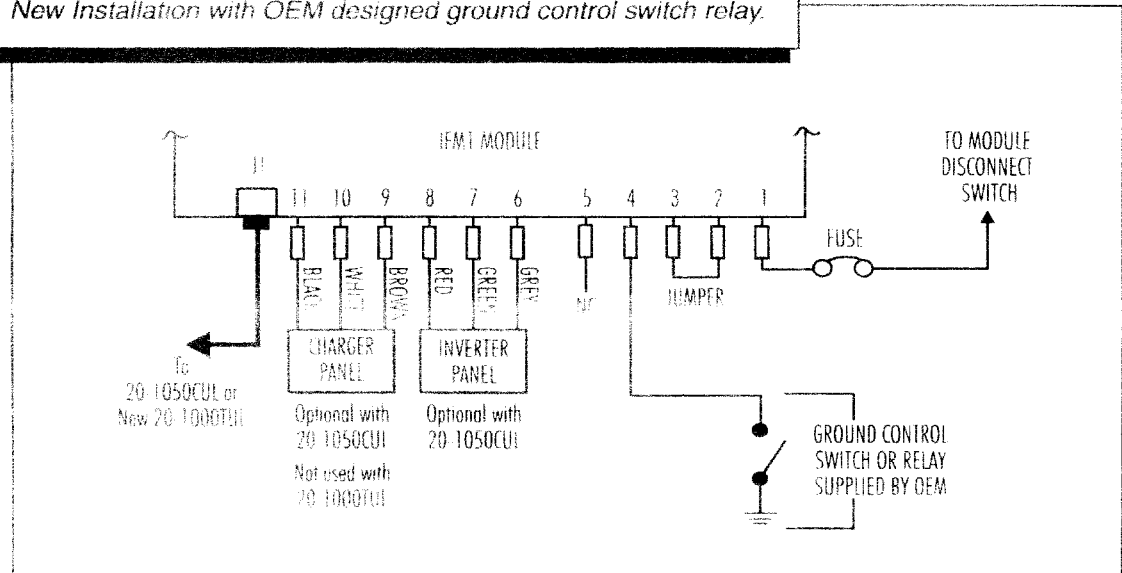 New Installation with OEM designed ground control switch relay.
IFM1 MODULE
TO MODULE
DISCONNECT
SWITCH
J1
11 10 9 8 7 6 5 4 3 2 1
FUSE
BLACK
WHITE
BROWN
RED
GREEN
GREY
NC
JUMPER
CHARGER
PANEL
INVERTER
PANEL
To
20-1050CUL or
New 20-1000TUL
Optional with
20-1050CUL
Not used with
20-1000TUL
Optional with
20-1050CUL
GROUND CONTROL
SWITCH OR RELAY
SUPPLIED BY OEM